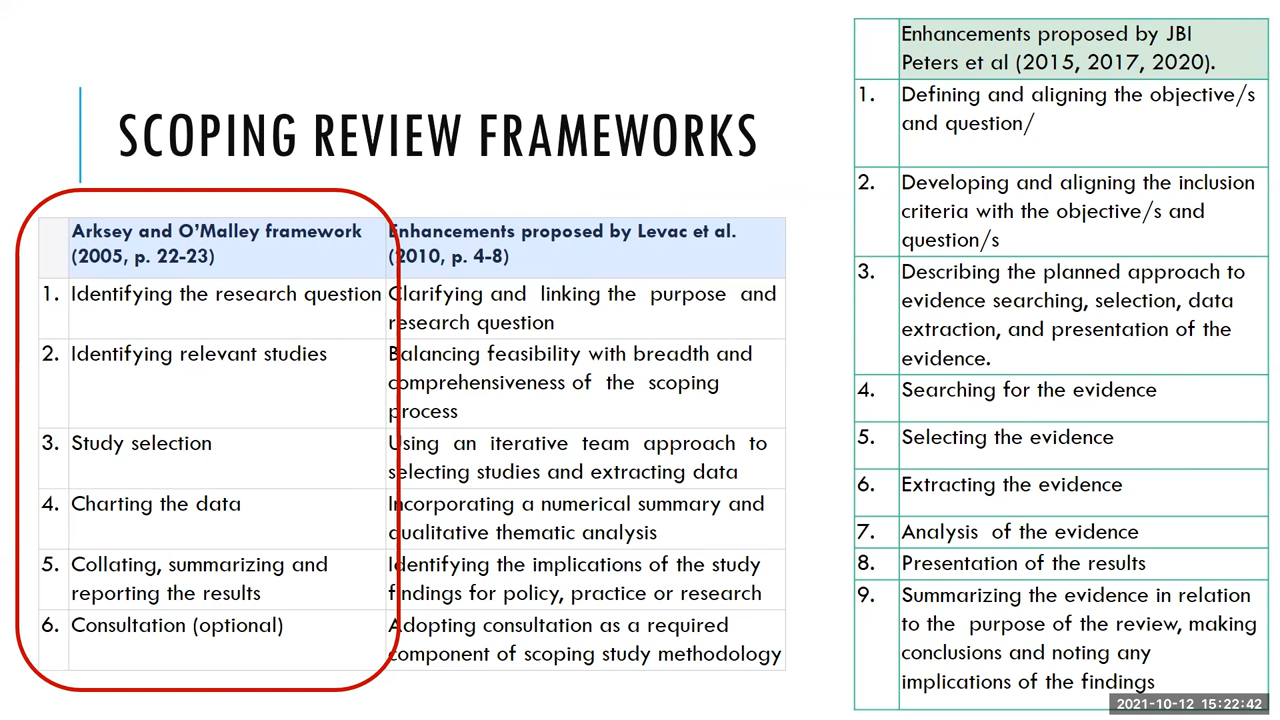 SCOPING REVIEW FRAMEWORKS
Arksey and O’Malley framework
(2005, p. 22-23)
Enhancements proposed by Levac et al.
(2010, p. 4-8)
1. Identifying the research question
Clarifying and linking the purpose and
research question
2. Identifying relevant studies
Balancing feasibility with breadth and
comprehensiveness of the scoping
process
3. Study selection
Using an iterative team approach to
selecting studies and extracting data
4. Charting the data
Incorporating a numerical summary and
qualitative thematic analysis
5. Collating, summarizing and
reporting the results
Identifying the implications of the study
findings for policy, practice or research
6. Consultation (optional)
Adopting consultation as a required
component of scoping study methodology
Enhancements proposed by JBI
Peters et al (2015, 2017, 2020).
1. Defining and aligning the objective/s
and question/
2. Developing and aligning the inclusion
criteria with the objective/s and
question/s
3. Describing the planned approach to
evidence searching, selection, data
extraction, and presentation of the
evidence.
4. Searching for the evidence
5. Selecting the evidence
6. Extracting the evidence
7. Analysis of the evidence
8. Presentation of the results
9. Summarizing the evidence in relation
to the purpose of the review, making
conclusions and noting any
implications of the findings
2021-10-12 15:22:42